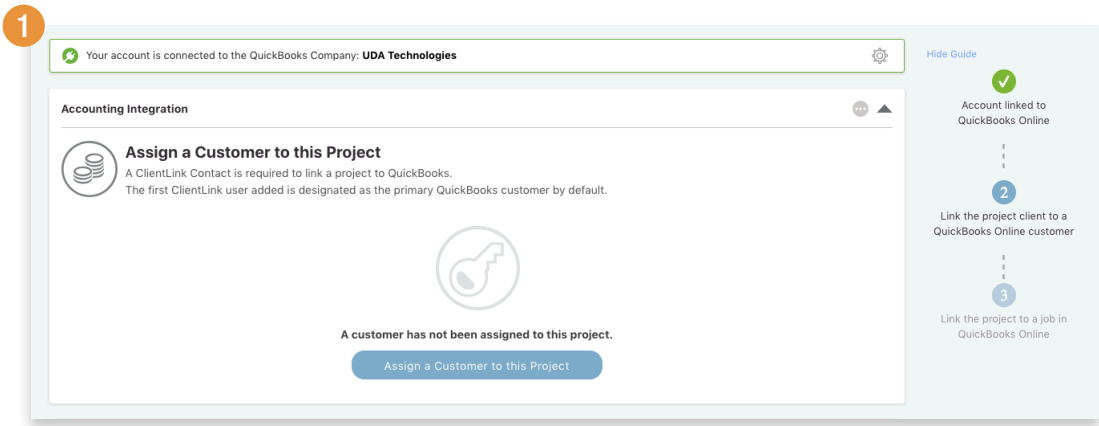 1
Your account is connected to the QuickBooks Company: UDA Technologies
Hide Guide
Accounting Integration
Assign a Customer to this Project
A ClientLink Contact is required to link a project to QuickBooks.
The first ClientLink user added is designated as the primary QuickBooks customer by default.
A customer has not been assigned to this project.
Assign a Customer to this Project
Account linked to
QuickBooks Online
2
Link the project client to a
QuickBooks Online customer
3
Link the project to a job in
QuickBooks Online